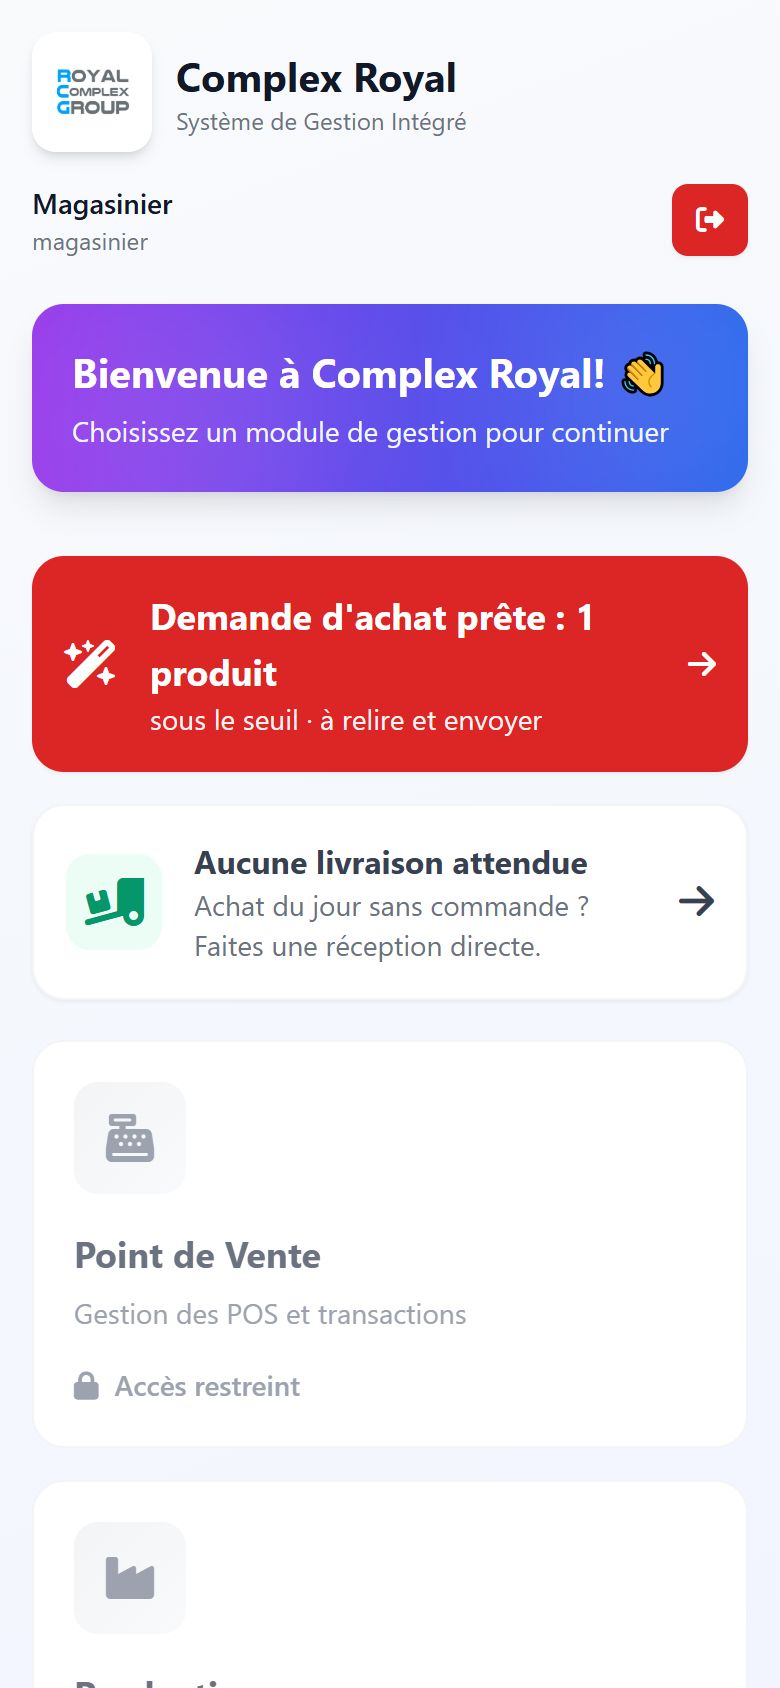 ROYAL
COMPLEX
GROUP
Complex Royal
Système de Gestion Intégré
Magasinier
magasinier
Bienvenue à Complex Royal! 👋
Choisissez un module de gestion pour continuer
Demande d'achat prête : 1
produit
sous le seuil · à relire et envoyer
Aucune livraison attendue
Achat du jour sans commande ?
Faites une réception directe.
Point de Vente
Gestion des POS et transactions
Accès restreint